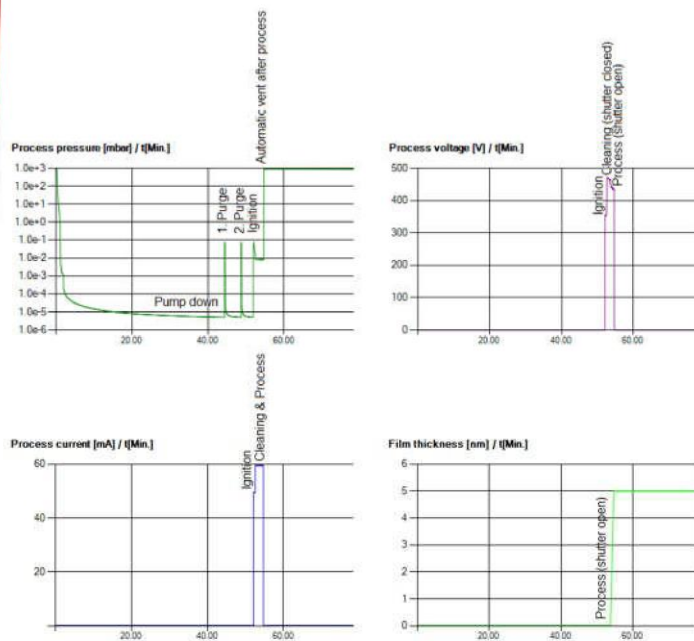 Process pressure [mbar] / t[Min.]
1.0e+3
1.0e+2
1.0e+1
1.0e+0
1.0e-1
1.0e-2
1.0e-3
1.0e-4
1.0e-5
1.0e-6
20.00
40.00
60.00
Pump down
1. Purge
2. Purge
Ignition
Automatic vent after process
Process voltage [V] / t[Min.]
500
400
300
200
100
0
20.00
40.00
60.00
Ignition
Cleaning (shutter closed)
Process (shutter open)
Process current [mA] / t[Min.]
60
40
20
20.00
40.00
60.00
Ignition
Cleaning & Process
Film thickness [nm] / t[Min.]
6
5
4
3
2
1
0
20.00
40.00
60.00
Process (shutter open)